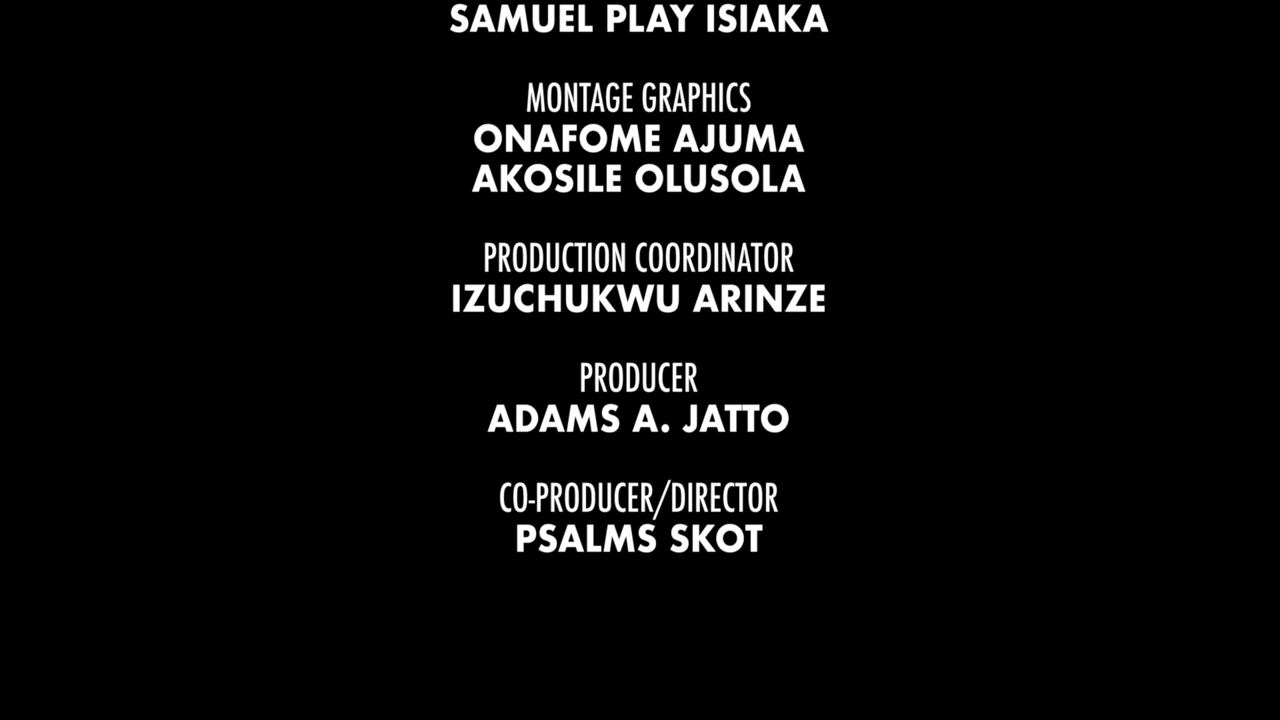 SAMUEL PLAY ISIAKA
MONTAGE GRAPHICS
ONAFOME AJUMA
AKOSILE OLUSOLA
PRODUCTION COORDINATOR
IZUCHUKWU ARINZE
PRODUCER
ADAMS A. JATTO
CO-PRODUCER/DIRECTOR
PSALMS SKOT